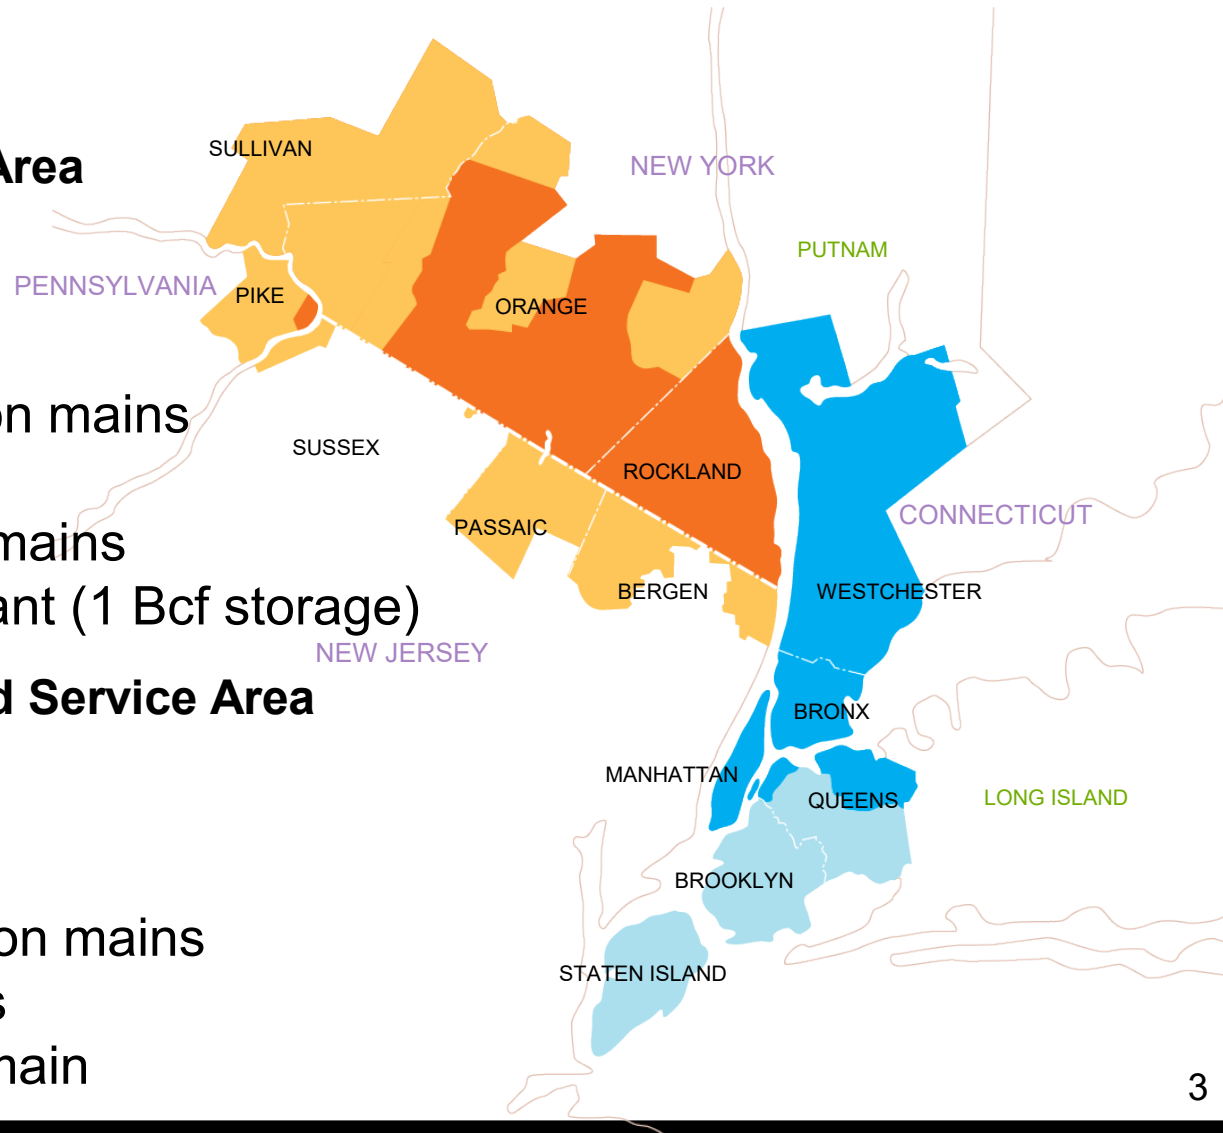 SULLIVAN
Area
NEW YORK
PUTNAM
PENNSYLVANIA
PIKE
ORANGE
on mains
SUSSEX
ROCKLAND
CONNECTICUT
PASSAIC
mains
BERGEN
WESTCHESTER
ant (1 Bcf storage)
NEW JERSEY
d Service Area
BRONX
MANHATTAN
QUEENS
LONG ISLAND
BROOKLYN
on mains
STATEN ISLAND
s
main
3